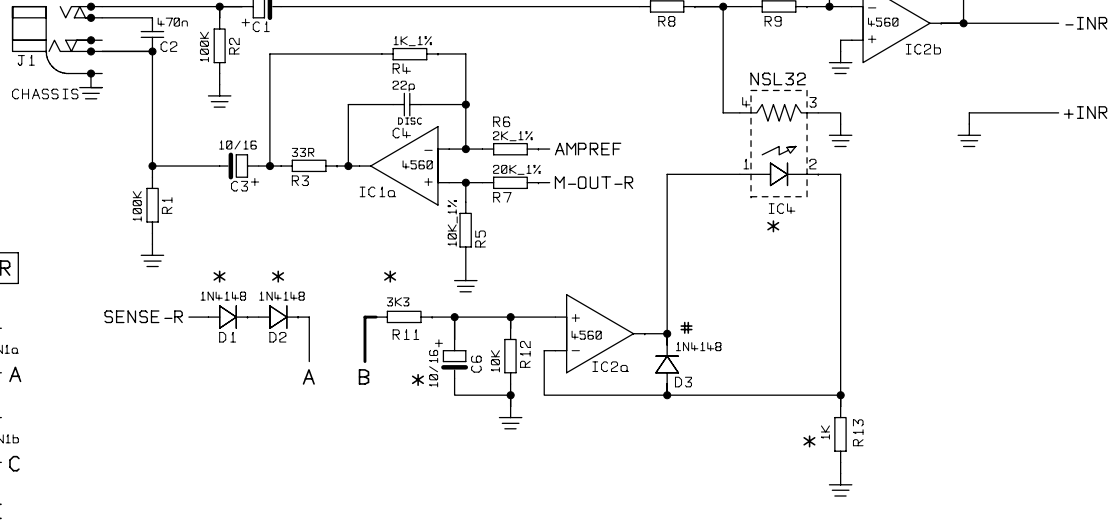 470n
C2
J1
CHASSIS
100K
R2
+
C1
1K_1%
R4
22p
DISC
C4
R8
R9
-
4560
+
IC2b
-INR
+INR
NSL32
4
3
1
2
IC4
*
10/16
C3+
33R
R3
-
4560
+
IC1a
R6
2K_1%
AMPREF
20K_1%
M-OUT-R
R7
10K_1%
R5
100K
R1
R
*
*
1N4148
1N4148
SENSE-R
D1
D2
A
*
3K3
R11
B
+
10/16
C6
*
10K
R12
+
4560
-
IC2a
#
1N4148
D3
*
1K
R13
N1a
A
N1b
C